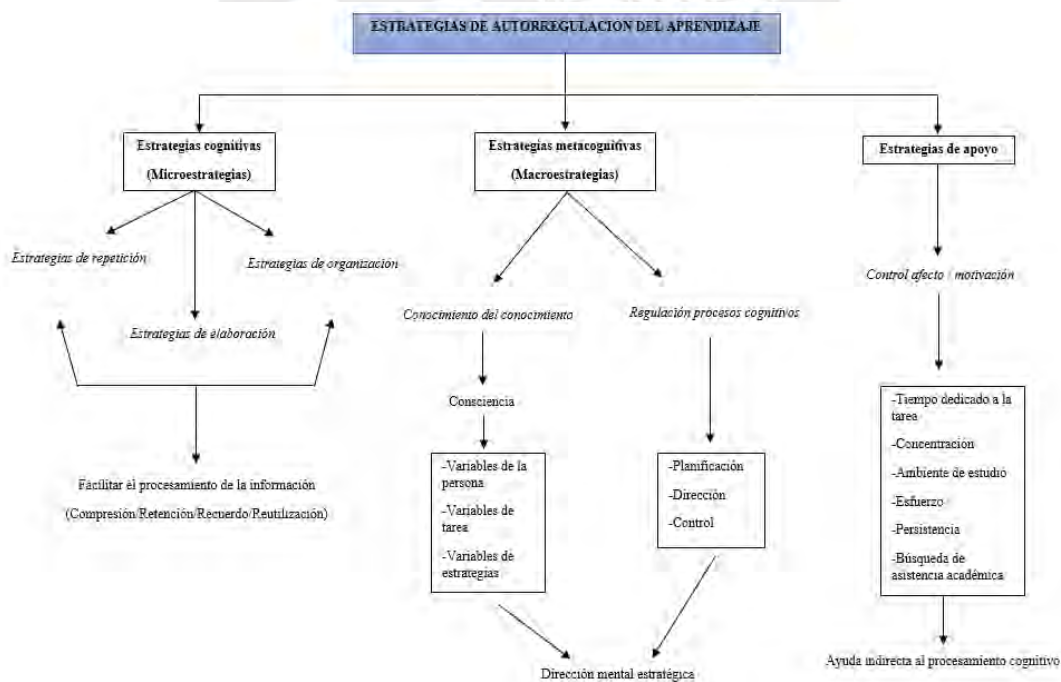 ESTRATEGIAS DE AUTORREGULACION DEL APRENDIZAJE
Estrategias cognitivas
(Microestrategias)
Estrategias metacognitivas
(Macroestrategias)
Estrategias de apoyo
Estrategias de repetición
Estrategias de organización
Estrategias de elaboración
Facilitar el procesamiento de la información
(Compresión/Retención/Recuerdo/Reutilización)
Conocimiento del conocimiento
Regulación procesos cognitivos
Consciencia
-Variables de la
persona
-Variables de
tarea
-Variables de
estrategias
-Planificación
-Dirección
-Control
Dirección mental estratégica
Control afecto / motivación
-Tiempo dedicado a la
tarea
-Concentración
-Ambiente de estudio
-Esfuerzo
-Persistencia
-Búsqueda de
asistencia académica
Ayuda indirecta al procesamiento cognitivo